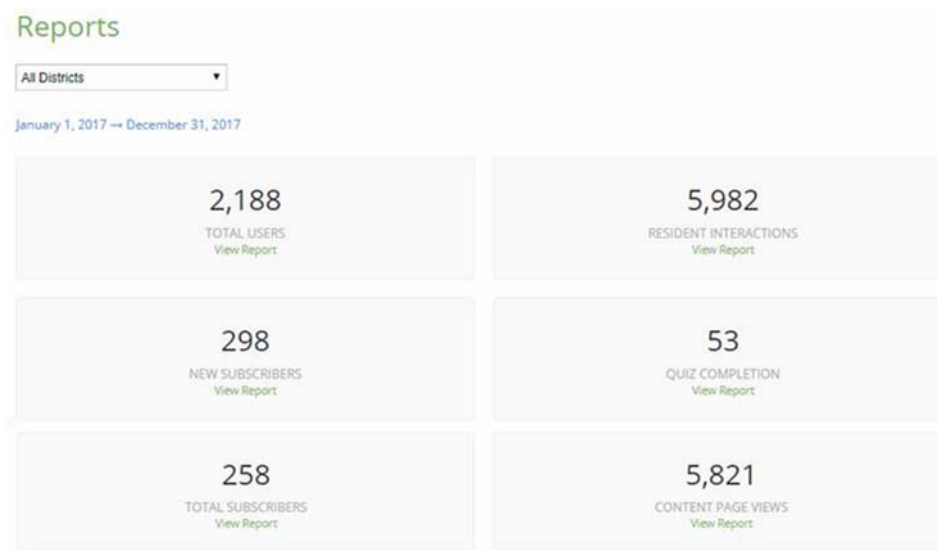 Reports
All Districts
January 1, 2017 → December 31, 2017
2,188
TOTAL USERS
View Report
5,982
RESIDENT INTERACTIONS
View Report
298
NEW SUBSCRIBERS
View Report
53
QUIZ COMPLETION
View Report
258
TOTAL SUBSCRIBERS
View Report
5,821
CONTENT PAGE VIEWS
View Report